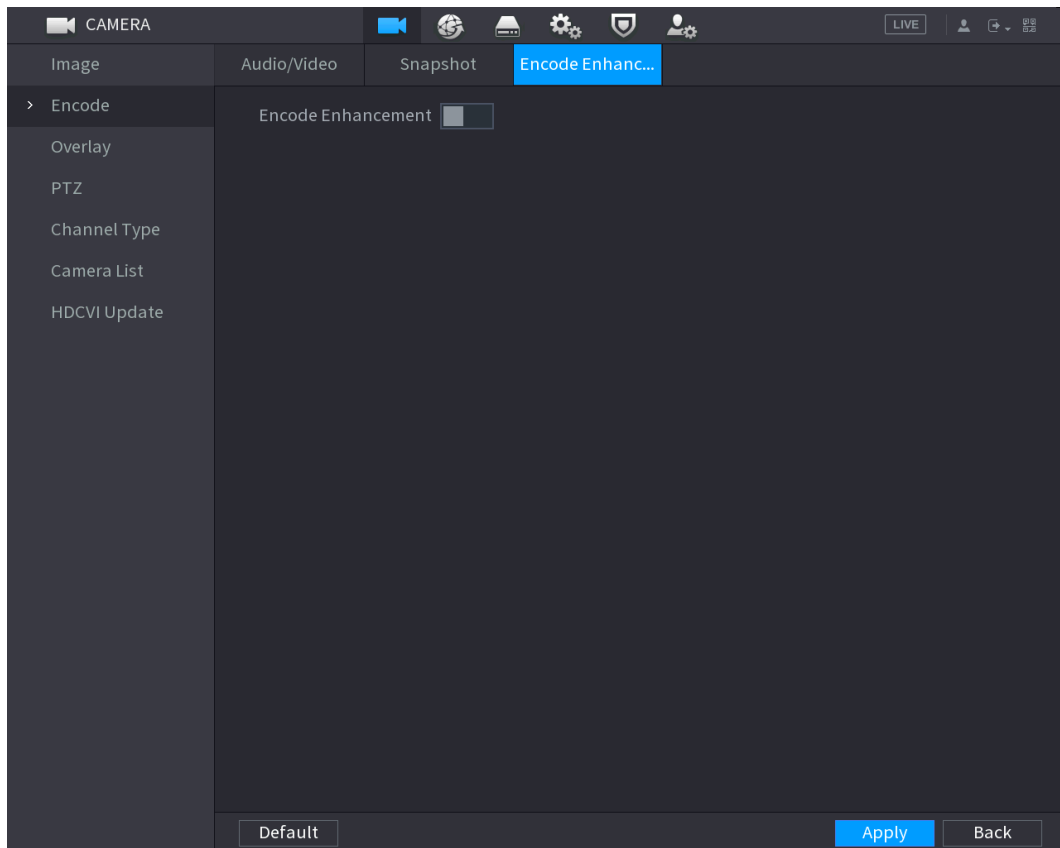 CAMERA
LIVE
Image
Audio/Video
Snapshot
Encode Enhanc...
Encode
Encode Enhancement
Overlay
PTZ
Channel Type
Camera List
HDCVI Update
Default
Apply
Back